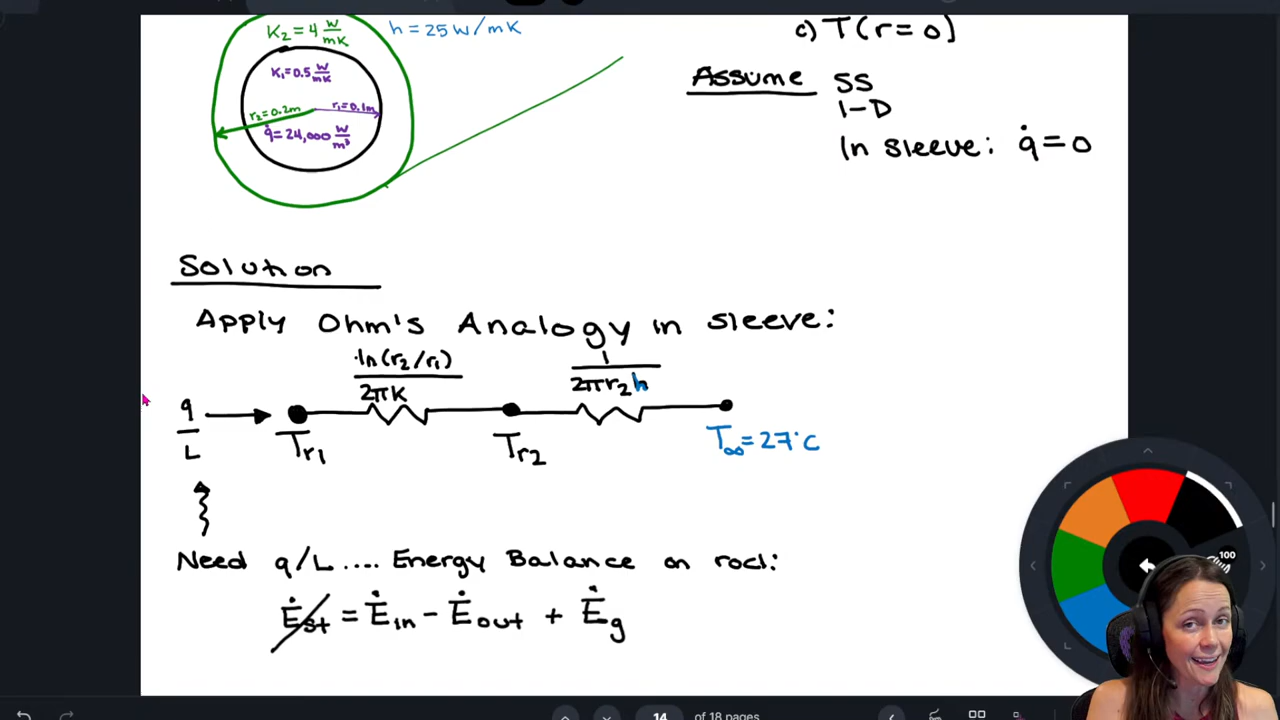 K₂ = 4 W/mK
h = 25 W/mK
c) T(r = 0)
K₁ = 0.5 W/mK
r₂ = 0.2m
r₁ = 0.1m
q̇ = 24,000 W/m³
Assume
SS
1-D
In sleeve: q̇ = 0
Solution
Apply Ohm's Analogy in sleeve:
ln(r₂/r₁)/2πK
1/2πr₂h
q/L
Tr₁
Tr₂
T∞ = 27°C
Need q/L.... Energy Balance on rod:
Ėst = Ėin - Ėout + Ėg
100
14 of 18 pages